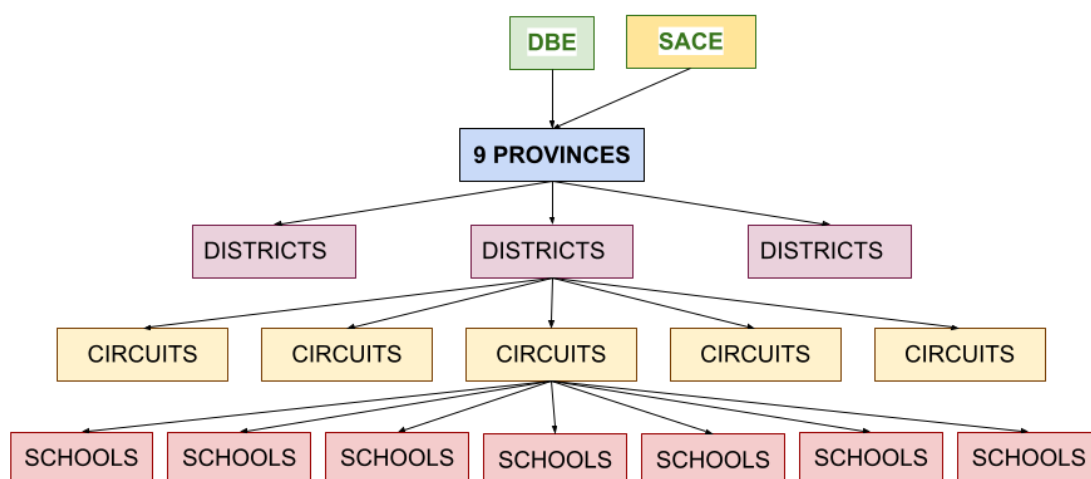 DBE
SACE
9 PROVINCES
DISTRICTS
DISTRICTS
DISTRICTS
CIRCUITS
CIRCUITS
CIRCUITS
CIRCUITS
CIRCUITS
SCHOOLS
SCHOOLS
SCHOOLS
SCHOOLS
SCHOOLS
SCHOOLS
SCHOOLS